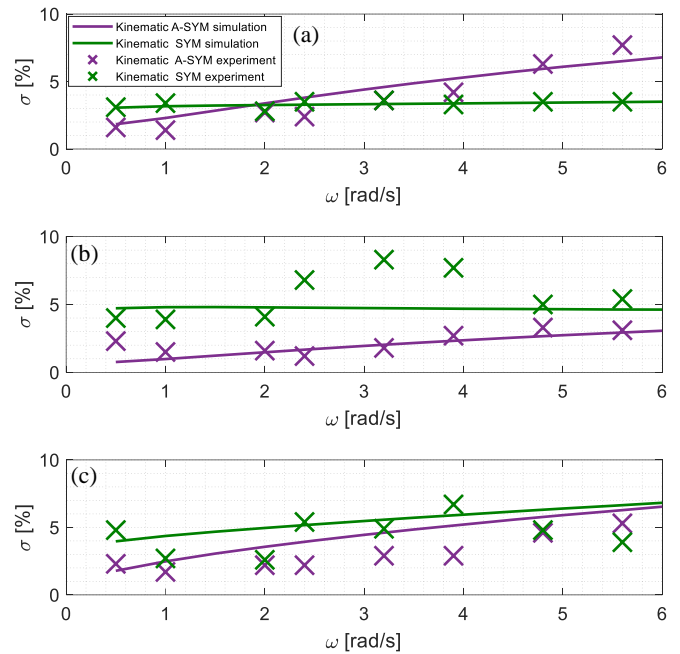 10
Kinematic A-SYM simulation
Kinematic SYM simulation
Kinematic A-SYM experiment
Kinematic SYM experiment
(a)
σ [%]
5
0
0 1 2 3 4 5 6
ω [rad/s]
10
(b)
σ [%]
5
0
0 1 2 3 4 5 6
ω [rad/s]
10
(c)
σ [%]
5
0
0 1 2 3 4 5 6
ω [rad/s]